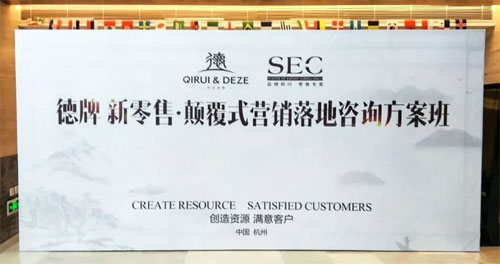 德
QIRUI & DEZE
SEC
德牌 新零售·颠覆式营销落地咨询方案班
CREATE RESOURCE SATISFIED CUSTOMERS
创造资源 满意客户
中国 杭州